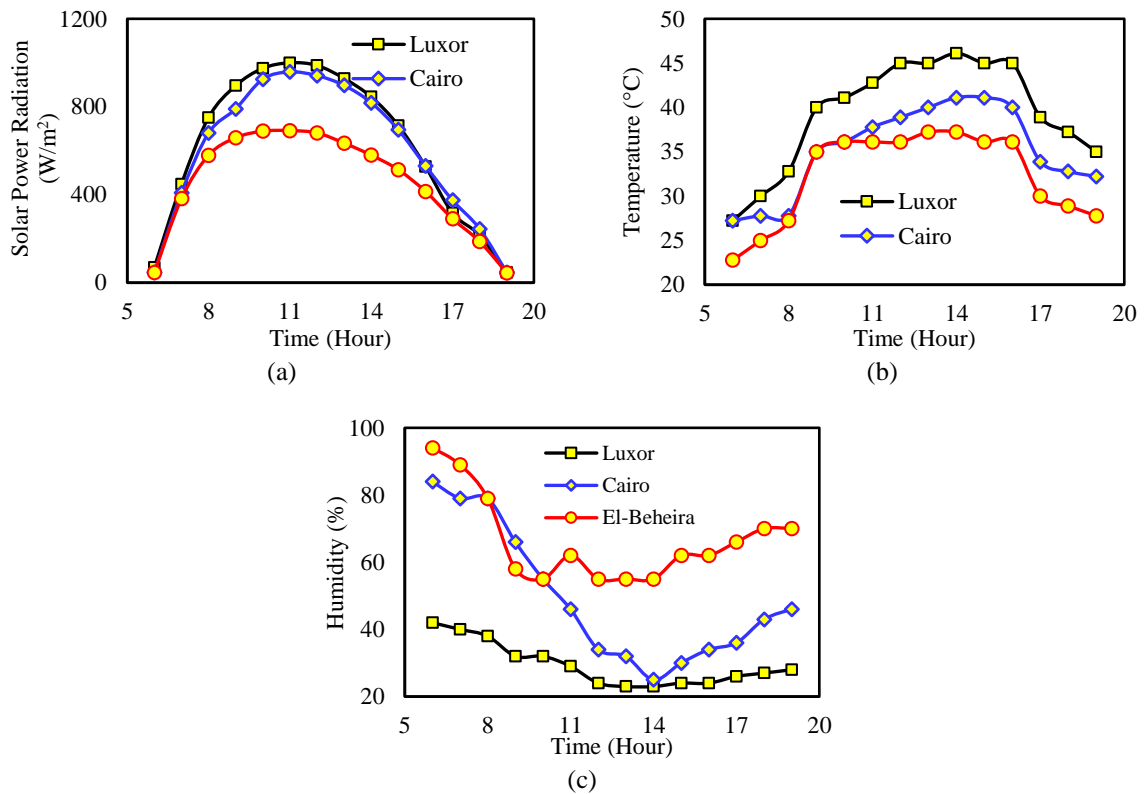 Solar Power Radiation
(W/m²)
1200
800
400
0
Luxor
Cairo
5 8 11 14 17 20
Time (Hour)
(a)
Temperature (°C)
45
40
35
30
25
20
Luxor
Cairo
5 8 11 14 17 20
Time (Hour)
(b)
Humidity (%)
100
80
60
40
20
Luxor
Cairo
El-Beheira
5 8 11 14 17 20
Time (Hour)
(c)